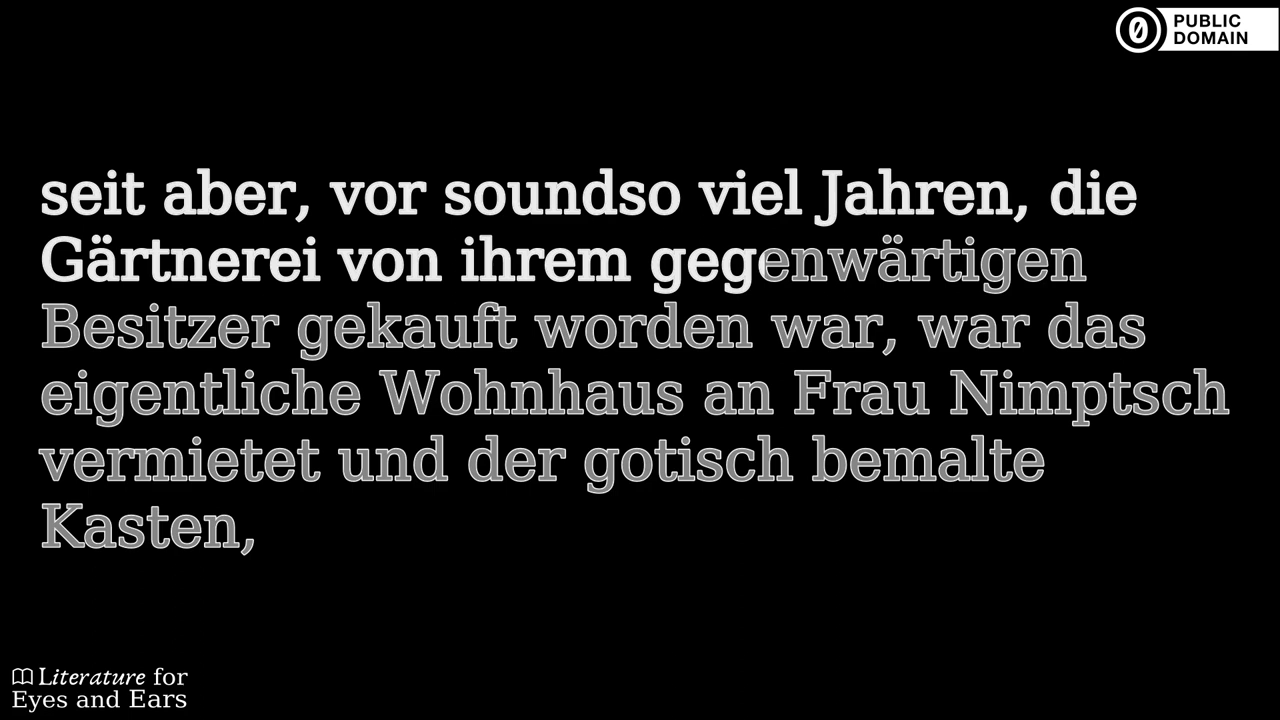 PUBLIC
DOMAIN
seit aber, vor soundso viel Jahren, die
Gärtnerei von ihrem gegenwärtigen
Besitzer gekauft worden war, war das
eigentliche Wohnhaus an Frau Nimptsch
vermietet und der gotisch bemalte
Kasten,
Literature for
Eyes and Ears